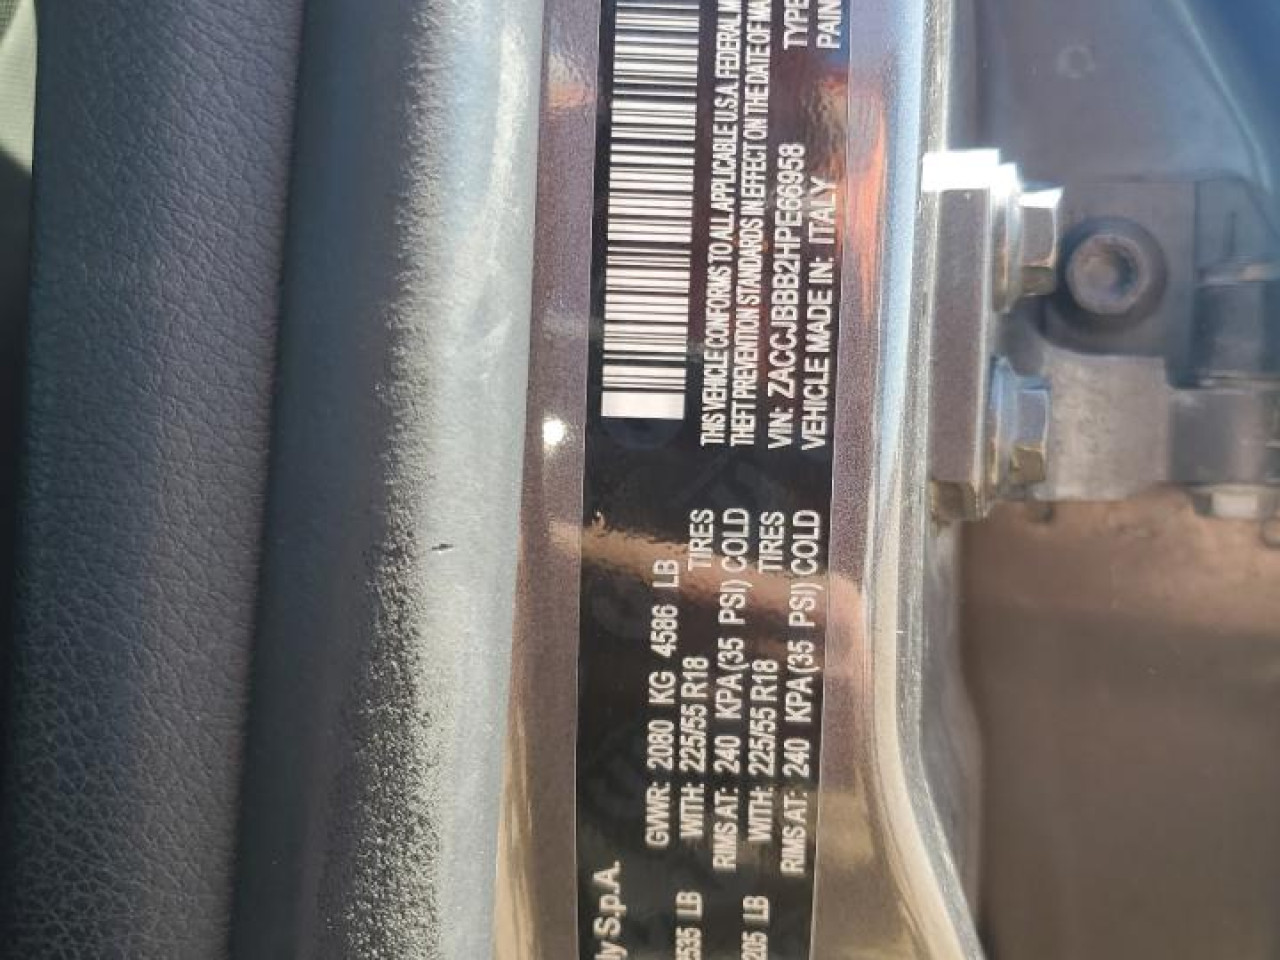 ly S.p.A.
GVWR: 2080 KG 4586 LB
535 LB WITH: 225/55 R18 TIRES
RIMS AT: 240 KPA (35 PSI) COLD
205 LB WITH: 225/55 R18 TIRES
RIMS AT: 240 KPA (35 PSI) COLD
THIS VEHICLE CONFORMS TO ALL APPLICABLE U.S.A. FEDERAL M
THEFT PREVENTION STANDARDS IN EFFECT ON THE DATE OF MA
VIN: ZACCJBBB2HPE66958 TYPE
VEHICLE MADE IN: ITALY PAIN